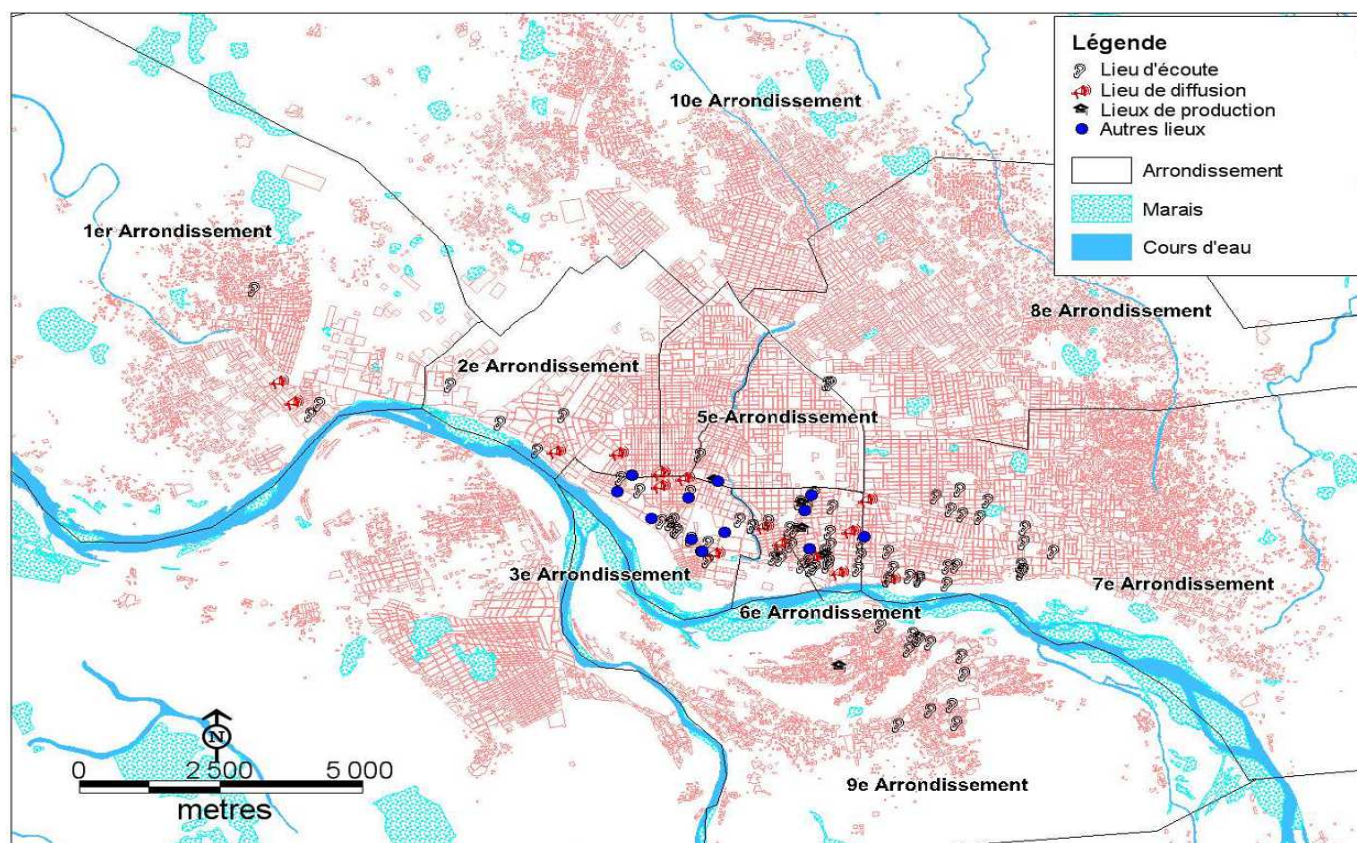 Légende
Lieu d'écoute
Lieu de diffusion
Lieux de production
Autres lieux
Arrondissement
Marais
Cours d'eau
10e Arrondissement
1er Arrondissement
8e Arrondissement
2e Arrondissement
5e Arrondissement
3e Arrondissement
7e Arrondissement
6e Arrondissement
9e Arrondissement
N
0 2 500 5 000
metres